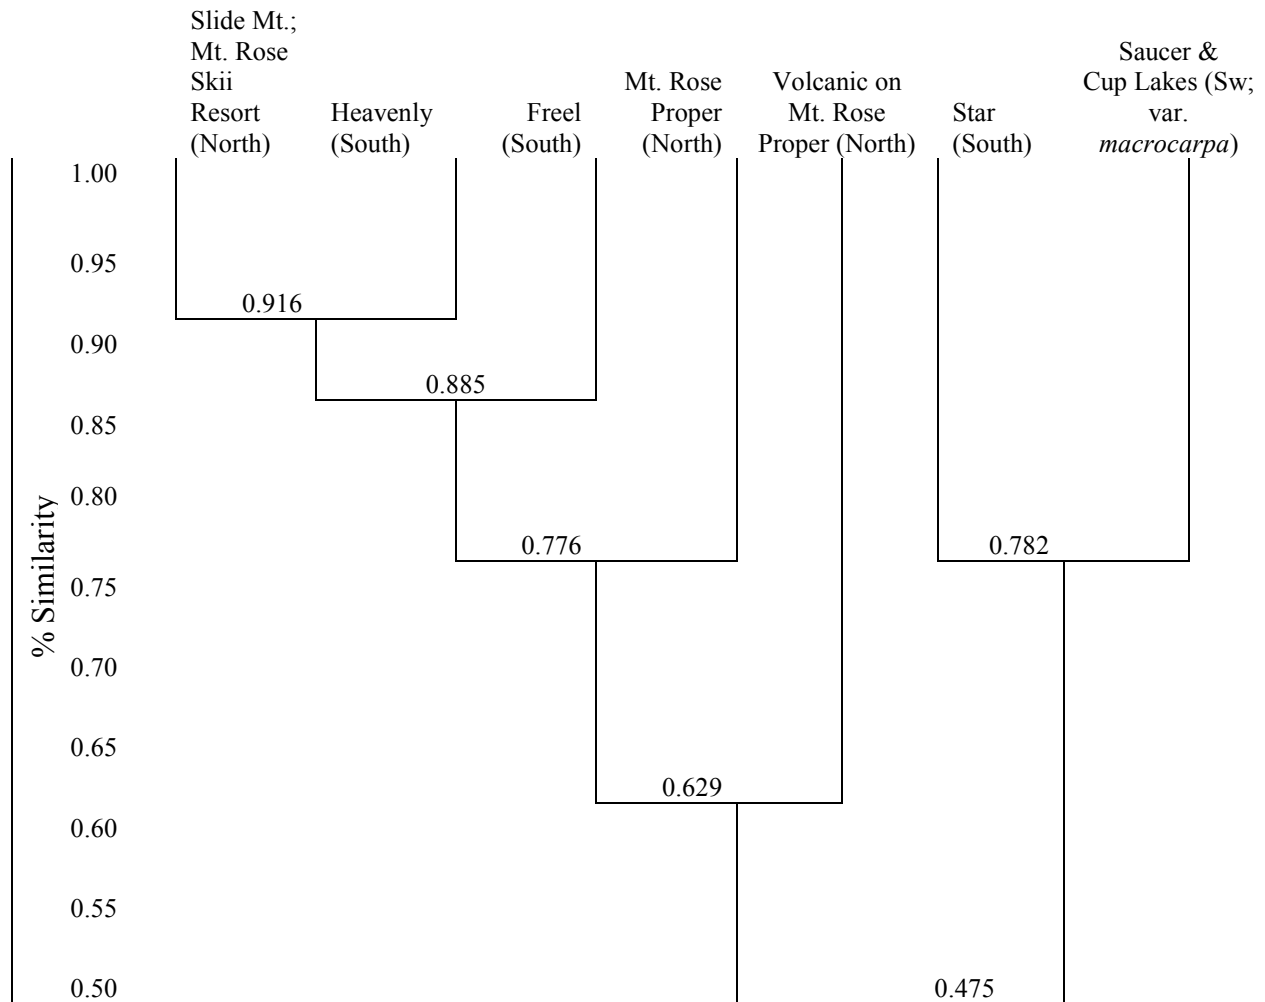 Slide Mt.;
Mt. Rose
Skii
Resort
(North)
Heavenly
(South)
Freel
(South)
Mt. Rose
Proper
(North)
Volcanic on
Mt. Rose
Proper (North)
Star
(South)
Saucer &
Cup Lakes (Sw;
var.
macrocarpa)
% Similarity
1.00
0.95
0.916
0.90
0.885
0.85
0.80
0.776
0.782
0.75
0.70
0.65
0.629
0.60
0.55
0.50
0.475